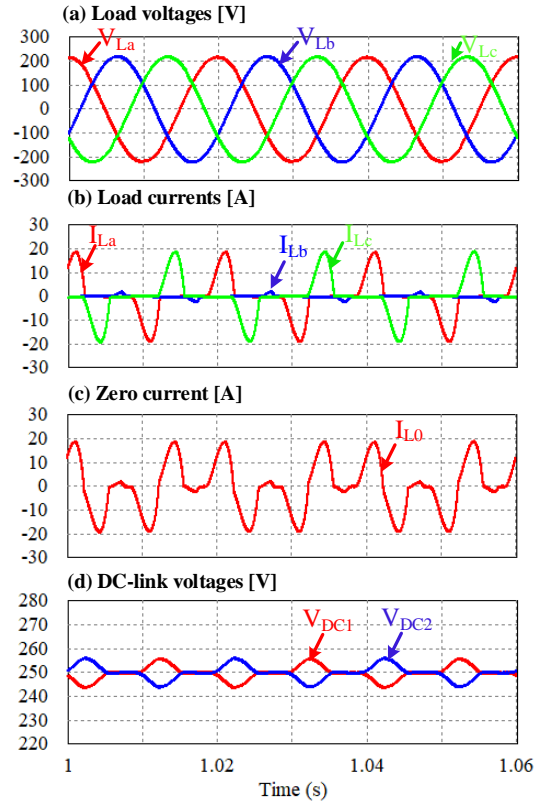 (a) Load voltages [V]
300
200
100
0
-100
-200
-300
V_La
V_Lb
V_Lc
(b) Load currents [A]
30
20
10
0
-10
-20
-30
I_La
I_Lb
I_Lc
(c) Zero current [A]
30
20
10
0
-10
-20
-30
I_L0
(d) DC-link voltages [V]
280
270
260
250
240
230
220
V_DC1
V_DC2
1 1.02 1.04 1.06
Time (s)